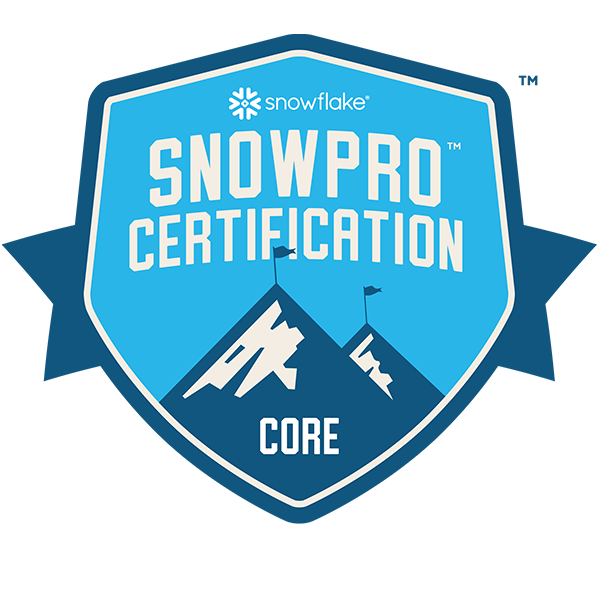 TM
snowflake®
SNOWPRO™
CERTIFICATION
CORE